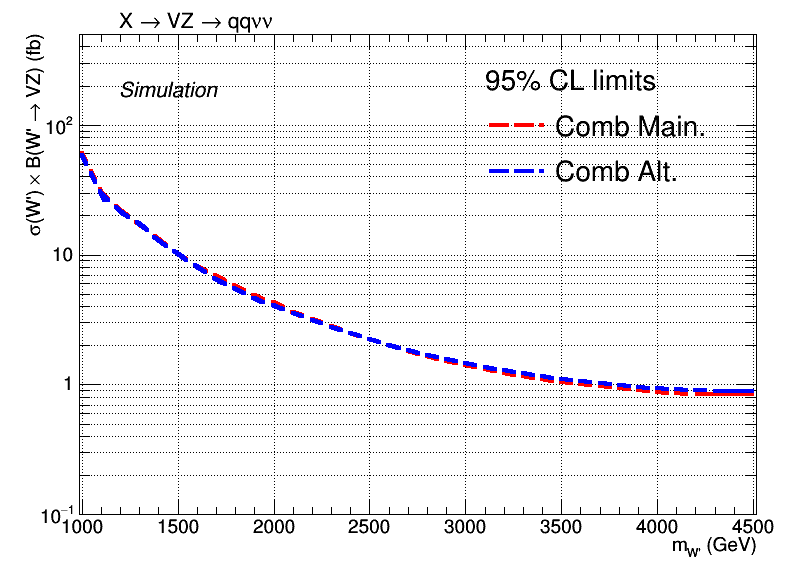 X → VZ → qqνν
σ(W') × B(W' → VZ) (fb)
Simulation
95% CL limits
Comb Main.
Comb Alt.
10²
10
1
10⁻¹
1000 1500 2000 2500 3000 3500 4000 4500
m_W' (GeV)